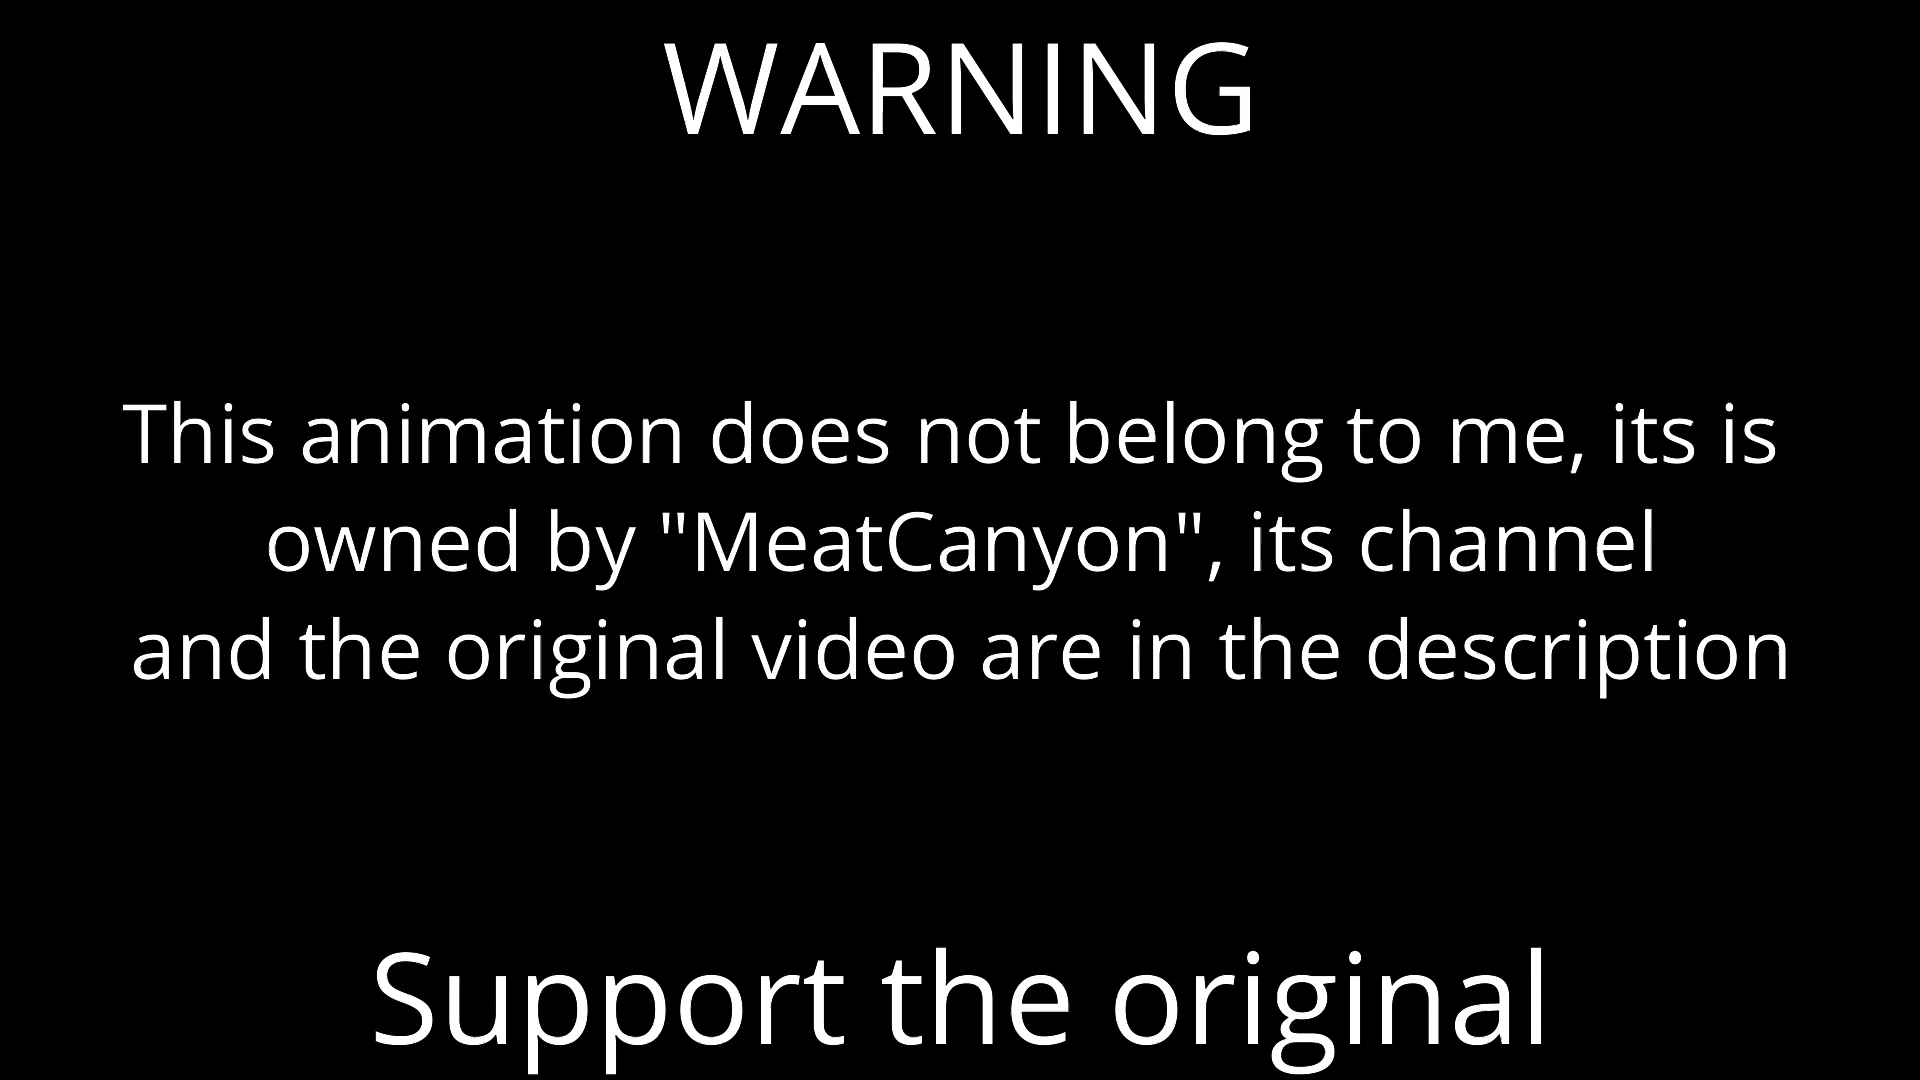 WARNING
This animation does not belong to me, its is
owned by "MeatCanyon", its channel
and the original video are in the description
Support the original